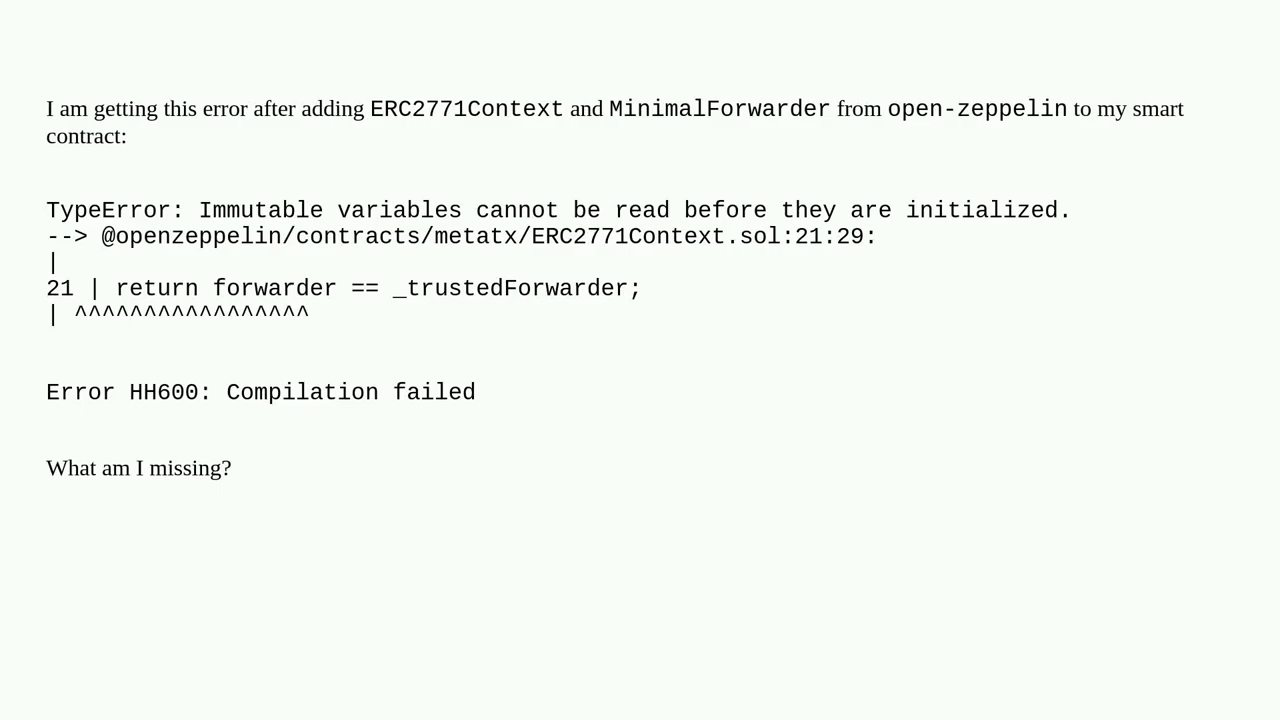 I am getting this error after adding ERC2771Context and MinimalForwarder from open-zeppelin to my smart
contract:
TypeError: Immutable variables cannot be read before they are initialized.
--> @openzeppelin/contracts/metatx/ERC2771Context.sol:21:29:
|
21 | return forwarder == _trustedForwarder;
| ^^^^^^^^^^^^^^^^^
Error HH600: Compilation failed
What am I missing?